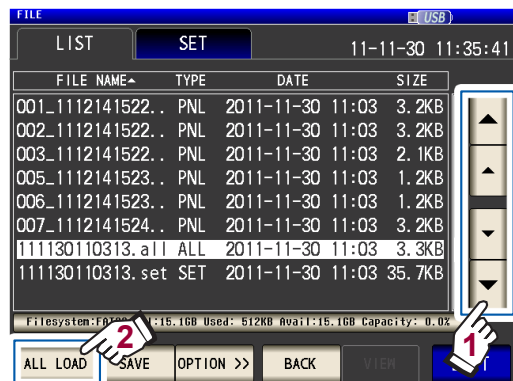 FILE USB
LIST SET 11-11-30 11:35:41
FILE NAME TYPE DATE SIZE
001_1112141522.. PNL 2011-11-30 11:03 3.2KB
002_1112141522.. PNL 2011-11-30 11:03 3.2KB
003_1112141522.. PNL 2011-11-30 11:03 2.1KB
005_1112141523.. PNL 2011-11-30 11:03 1.2KB
006_1112141523.. PNL 2011-11-30 11:03 1.2KB
007_1112141524.. PNL 2011-11-30 11:03 3.2KB
111130110313.all ALL 2011-11-30 11:03 3.3KB
111130110313.set SET 2011-11-30 11:03 35.7KB
Filesystem: :15.1GB Used: 512KB Avail:15.1GB Capacity: 0.0%
2 1
ALL LOAD SAVE OPTION >> BACK VIEW